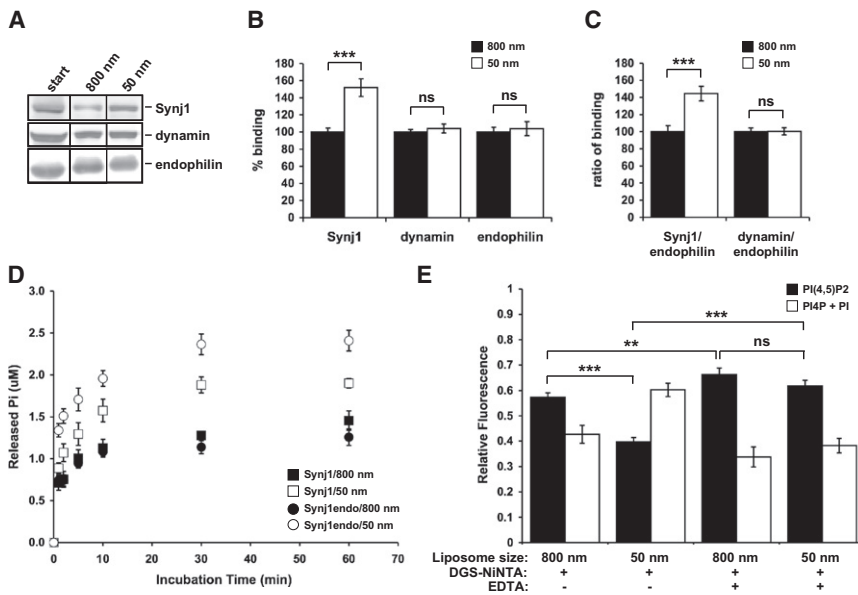 A
start
800 nm
50 nm
Synj1
dynamin
endophilin
B
800 nm
50 nm
% binding
180
160
140
120
100
80
60
40
20
0
***
ns
ns
Synj1
dynamin
endophilin
C
800 nm
50 nm
ratio of binding
180
160
140
120
100
80
60
40
20
0
***
ns
Synj1/
endophilin
dynamin/
endophilin
D
Released Pi (uM)
3.0
2.5
2.0
1.5
1.0
0.5
0.0
0
10
20
30
40
50
60
70
Incubation Time (min)
Synj1/800 nm
Synj1/50 nm
Synj1endo/800 nm
Synj1endo/50 nm
E
PI(4,5)P2
PI4P + PI
Relative Fluorescence
1
0.9
0.8
0.7
0.6
0.5
0.4
0.3
0.2
0.1
0
***
**
ns
***
Liposome size: 800 nm 50 nm 800 nm 50 nm
DGS-NiNTA: + + + +
EDTA: - - + +